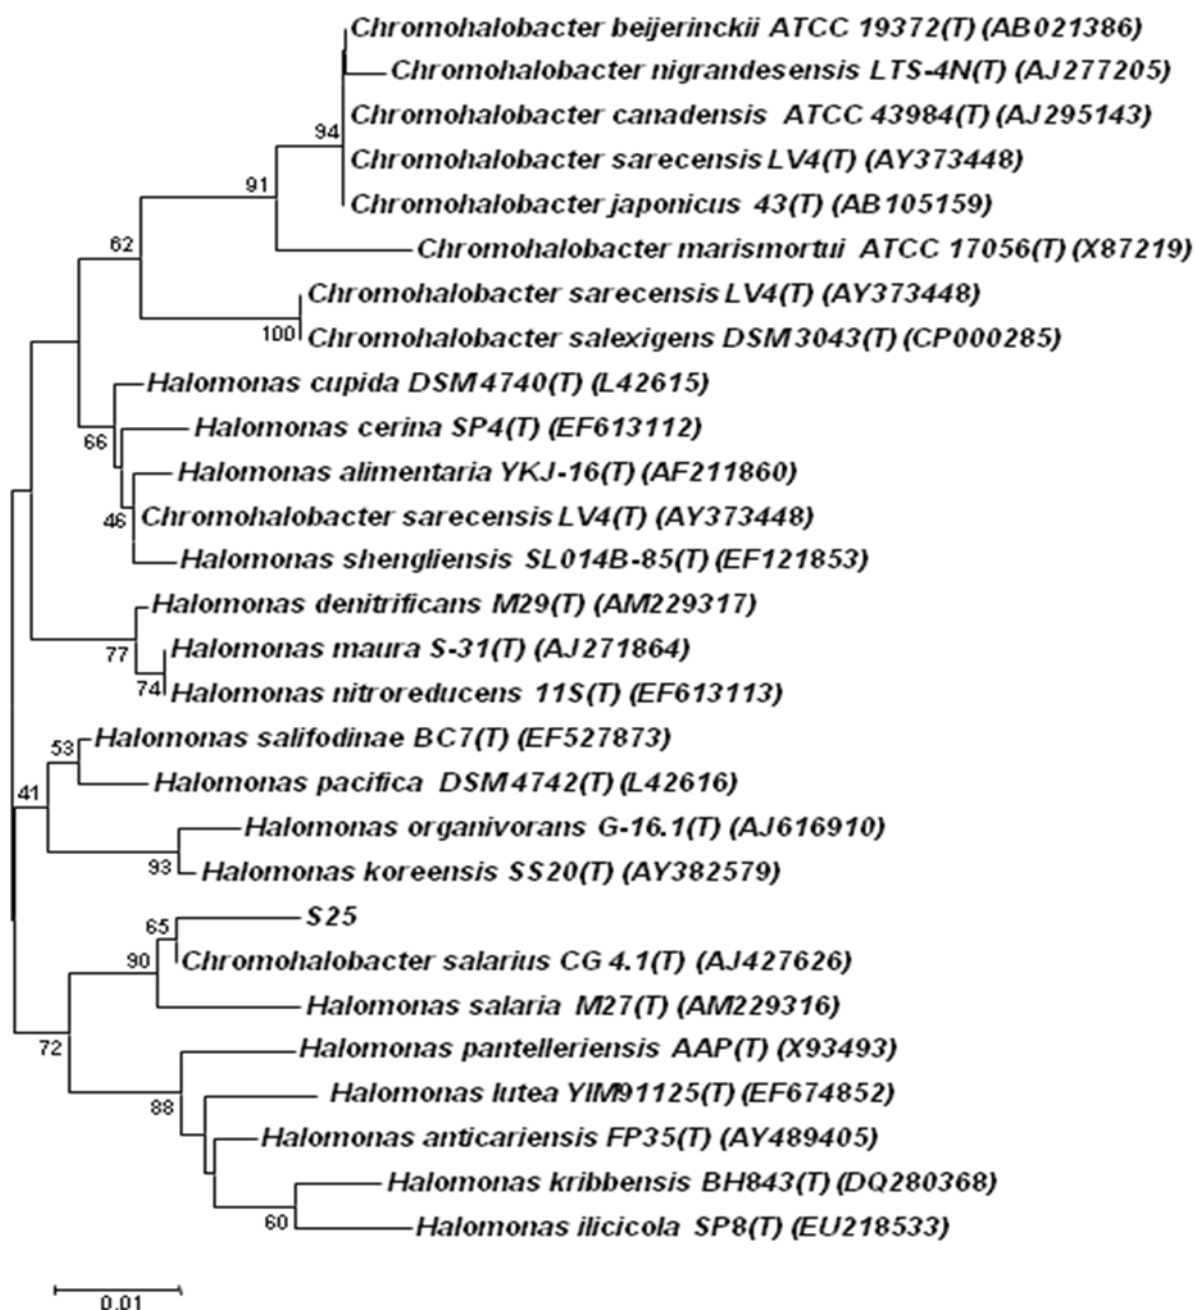 Chromohalobacter beijerinckii ATCC 19372(T) (AB021386)
Chromohalobacter nigrandesensis LTS-4N(T) (AJ277205)
Chromohalobacter canadensis ATCC 43984(T) (AJ295143)
94
Chromohalobacter sarecensis LV4(T) (AY373448)
91
Chromohalobacter japonicus 43(T) (AB105159)
62
Chromohalobacter marismortui ATCC 17056(T) (X87219)
Chromohalobacter sarecensis LV4(T) (AY373448)
100
Chromohalobacter salexigens DSM 3043(T) (CP000285)
Halomonas cupida DSM 4740(T) (L42615)
Halomonas cerina SP4(T) (EF613112)
66
Halomonas alimentaria YKJ-16(T) (AF211860)
46
Chromohalobacter sarecensis LV4(T) (AY373448)
Halomonas shengliensis SL014B-85(T) (EF121853)
Halomonas denitrificans M29(T) (AM229317)
77
Halomonas maura S-31(T) (AJ271864)
74
Halomonas nitroreducens 11S(T) (EF613113)
Halomonas salifodinae BC7(T) (EF527873)
53
Halomonas pacifica DSM 4742(T) (L42616)
41
Halomonas organivorans G-16.1(T) (AJ616910)
93
Halomonas koreensis SS20(T) (AY382579)
S25
65
90
Chromohalobacter salarius CG 4.1(T) (AJ427626)
Halomonas salaria M27(T) (AM229316)
72
Halomonas pantelleriensis AAP(T) (X93493)
Halomonas lutea YIM91125(T) (EF674852)
88
Halomonas anticariensis FP35(T) (AY489405)
Halomonas kribbensis BH843(T) (DQ280368)
60
Halomonas ilicicola SP8(T) (EU218533)
0.01